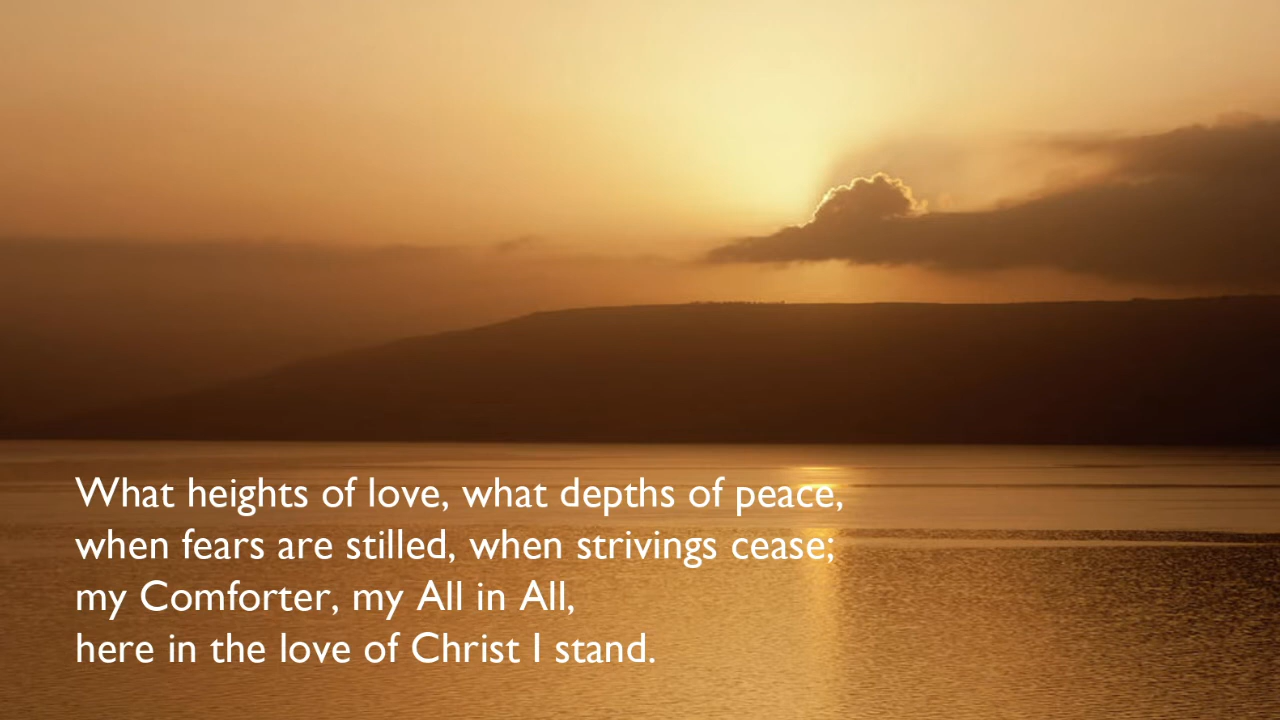 What heights of love, what depths of peace,
when fears are stilled, when strivings cease;
my Comforter, my All in All,
here in the love of Christ I stand.